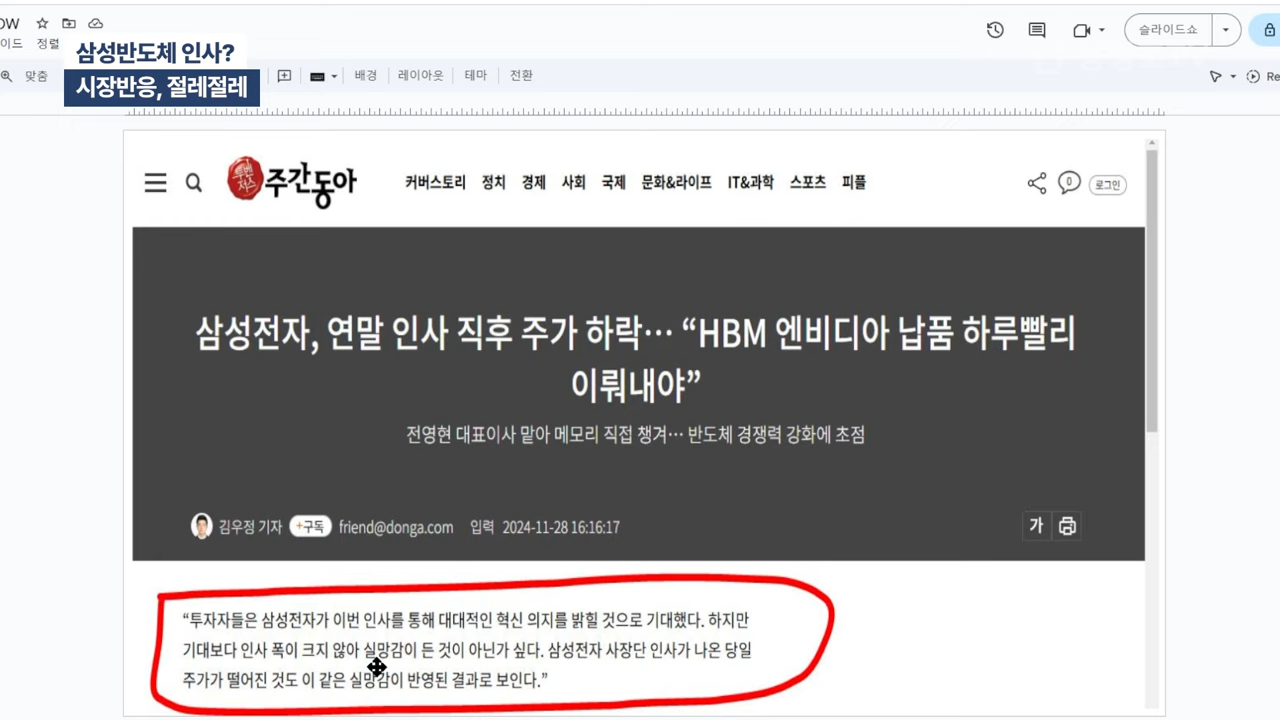 OW
이드 정렬
삼성반도체 인사?
시장반응, 절레절레
맞춤
배경 레이아웃 테마 전환
슬라이드쇼
Re
투벤저스 주간동아
커버스토리 정치 경제 사회 국제 문화&라이프 IT&과학 스포츠 피플
0
로그인
삼성전자, 연말 인사 직후 주가 하락… “HBM 엔비디아 납품 하루빨리
이뤄내야”
전영현 대표이사 맡아 메모리 직접 챙겨… 반도체 경쟁력 강화에 초점
김우정 기자 +구독 friend@donga.com 입력 2024-11-28 16:16:17
가
“투자자들은 삼성전자가 이번 인사를 통해 대대적인 혁신 의지를 밝힐 것으로 기대했다. 하지만
기대보다 인사 폭이 크지 않아 실망감이 든 것이 아닌가 싶다. 삼성전자 사장단 인사가 나온 당일
주가가 떨어진 것도 이 같은 실망감이 반영된 결과로 보인다.”